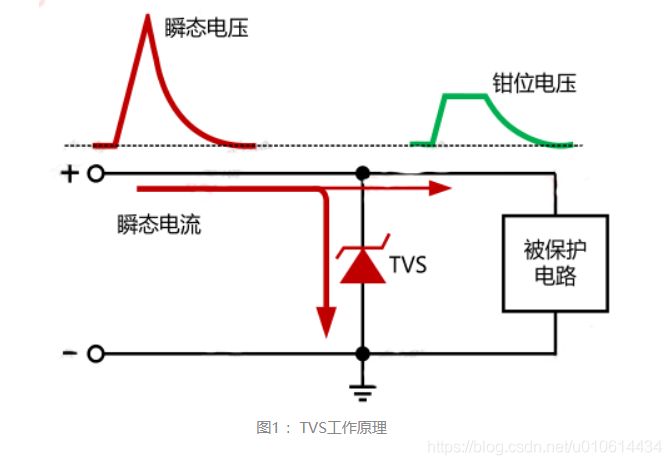 瞬态电压
钳位电压
+
瞬态电流
TVS
被保护
电路
-
图1 ：TVS工作原理
https://blog.csdn.net/u010614434